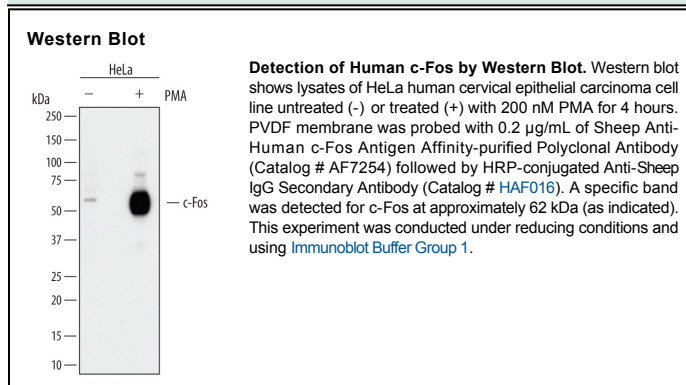 Western Blot
HeLa
kDa − + PMA
250
150
100
75
50
c-Fos
37
25
20
15
10
Detection of Human c-Fos by Western Blot. Western blot
shows lysates of HeLa human cervical epithelial carcinoma cell
line untreated (-) or treated (+) with 200 nM PMA for 4 hours.
PVDF membrane was probed with 0.2 µg/mL of Sheep Anti-
Human c-Fos Antigen Affinity-purified Polyclonal Antibody
(Catalog # AF7254) followed by HRP-conjugated Anti-Sheep
IgG Secondary Antibody (Catalog # HAF016). A specific band
was detected for c-Fos at approximately 62 kDa (as indicated).
This experiment was conducted under reducing conditions and
using Immunoblot Buffer Group 1.